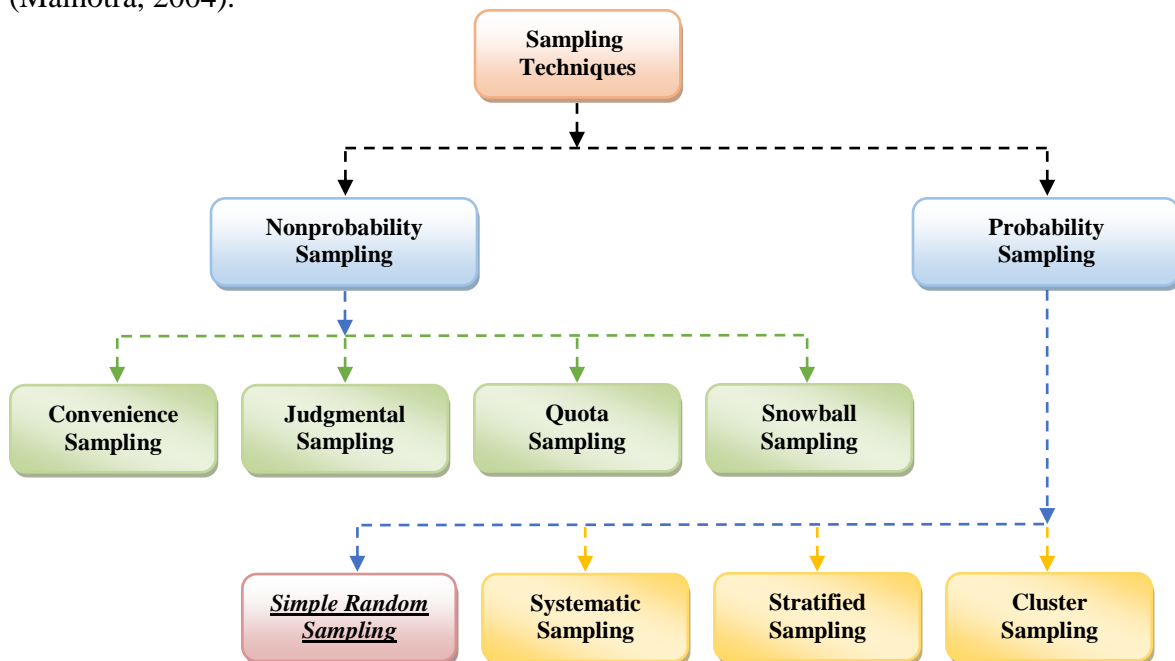 (Malhotra, 2004).
Sampling
Techniques
Nonprobability
Sampling
Probability
Sampling
Convenience
Sampling
Judgmental
Sampling
Quota
Sampling
Snowball
Sampling
Simple Random
Sampling
Systematic
Sampling
Stratified
Sampling
Cluster
Sampling